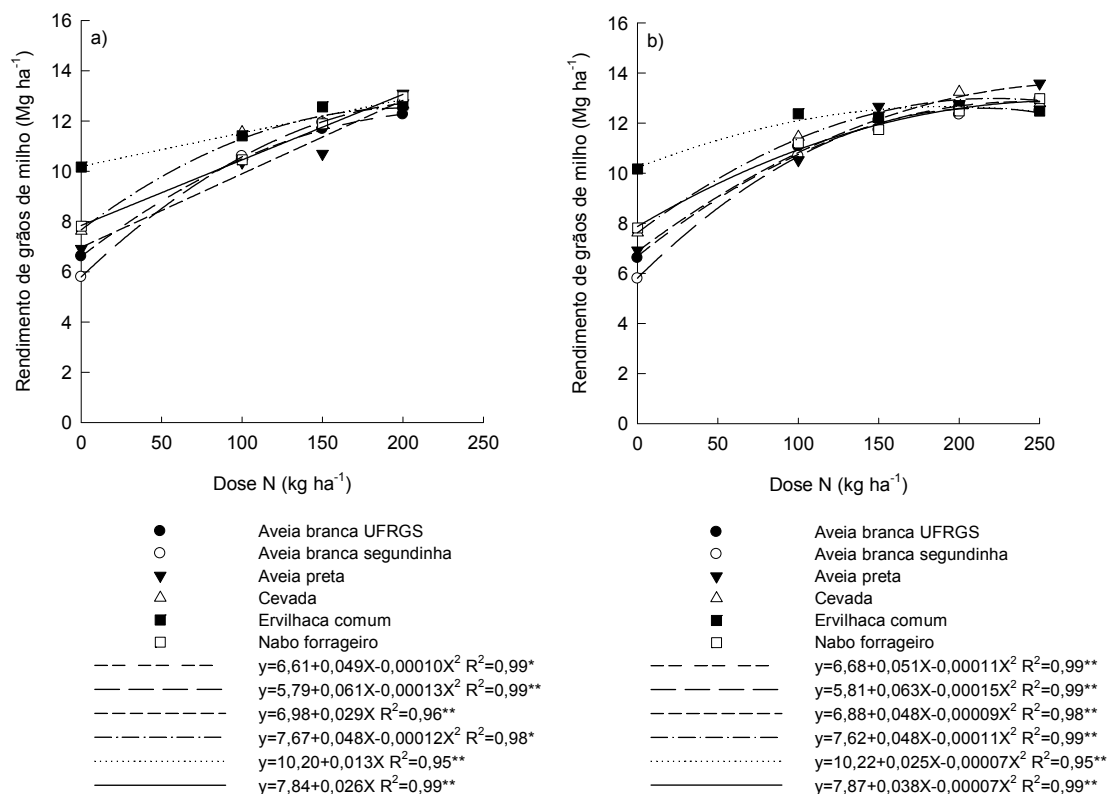 a)
Rendimento de grãos de milho (Mg ha⁻¹)
16
14
12
10
8
6
4
2
0
0 50 100 150 200 250
Dose N (kg ha⁻¹)
Aveia branca UFRGS
Aveia branca segundinha
Aveia preta
Cevada
Ervilhaca comum
Nabo forrageiro
y=6,61+0,049X-0,00010X² R²=0,99*
y=5,79+0,061X-0,00013X² R²=0,99**
y=6,98+0,029X R²=0,96**
y=7,67+0,048X-0,00012X² R²=0,98*
y=10,20+0,013X R²=0,95**
y=7,84+0,026X R²=0,99**
b)
Rendimento de grãos de milho (Mg ha⁻¹)
16
14
12
10
8
6
4
2
0
0 50 100 150 200 250
Dose N (kg ha⁻¹)
Aveia branca UFRGS
Aveia branca segundinha
Aveia preta
Cevada
Ervilhaca comum
Nabo forrageiro
y=6,68+0,051X-0,00011X² R²=0,99**
y=5,81+0,063X-0,00015X² R²=0,99**
y=6,88+0,048X-0,00009X² R²=0,98**
y=7,62+0,048X-0,00011X² R²=0,99**
y=10,22+0,025X-0,00007X² R²=0,95**
y=7,87+0,038X-0,00007X² R²=0,99**